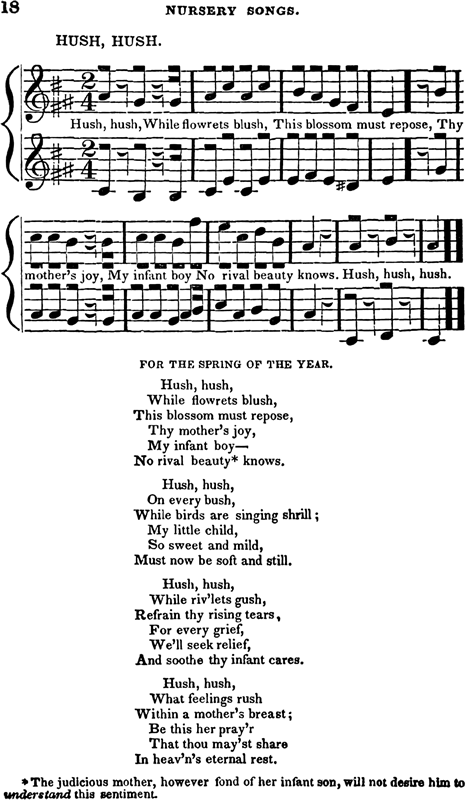 18 NURSERY SONGS.
HUSH, HUSH.
2 4
Hush, hush, While flowrets blush, This blossom must repose, Thy
2 4
mother's joy, My infant boy No rival beauty knows. Hush, hush, hush.
FOR THE SPRING OF THE YEAR.
Hush, hush,
While flowrets blush,
This blossom must repose,
Thy mother's joy,
My infant boy—
No rival beauty* knows.
Hush, hush,
On every bush,
While birds are singing shrill;
My little child,
So sweet and mild,
Must now be soft and still.
Hush, hush,
While riv'lets gush,
Refrain thy rising tears,
For every grief,
We'll seek relief,
And soothe thy infant cares.
Hush, hush,
What feelings rush
Within a mother's breast;
Be this her pray'r
That thou may'st share
In heav'n's eternal rest.
*The judicious mother, however fond of her infant son, will not desire him to
understand this sentiment.